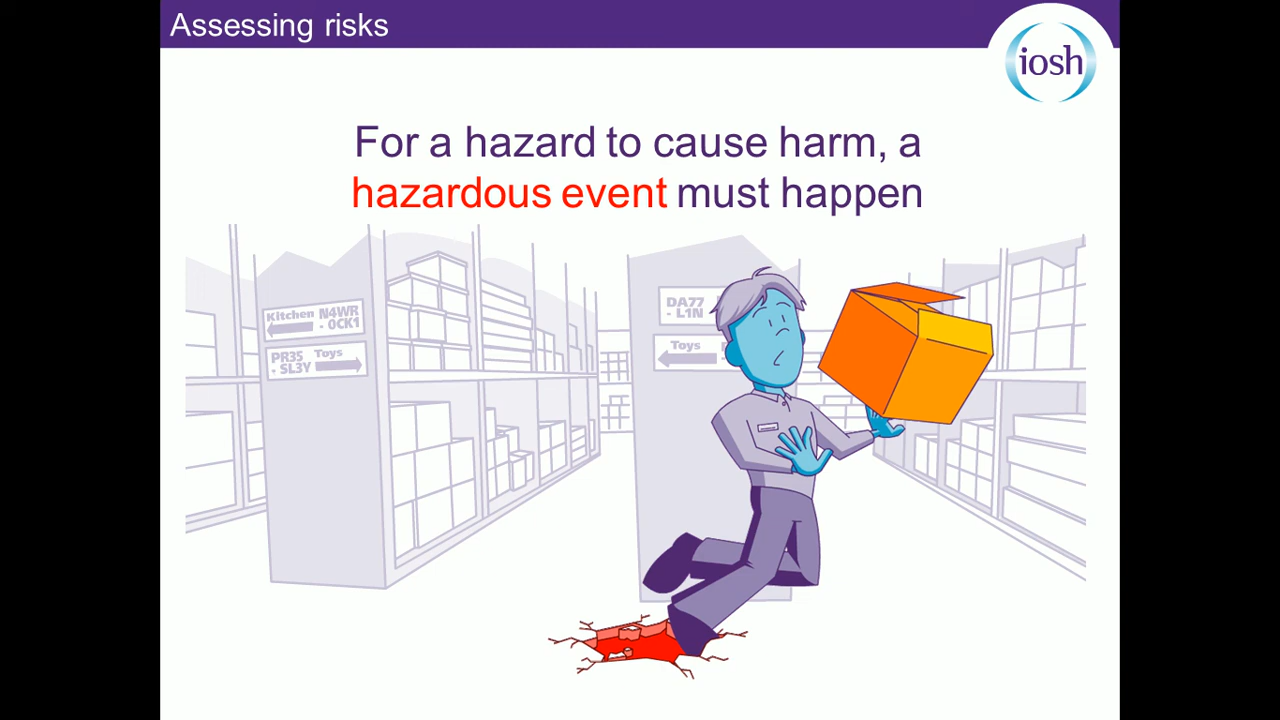 Assessing risks
iosh
For a hazard to cause harm, a
hazardous event must happen
Kitchen N4WR
- 0CK1
PR35 Toys
- SL3Y
DA77
- L1N
Toys